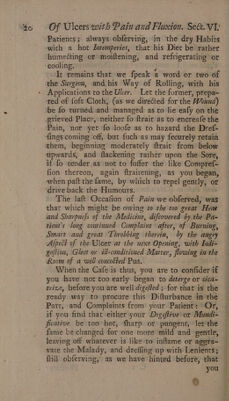 20 Of Ulcers with Pain and Fluxion. Sect. VI.
Patients; always observing, in the dry Habits
with a hot Intemperies, that his Diet be rather
humecting or moistening, and refrigerating or
cooling.
It remains that we speak a word or two of
the Surgeon, and his Way of Rolling, with his
Applications to the Ulcer. Let the former, prepa-
red of soft Cloth, (as we directed for the Wound)
be so turned and managed as to lie easy on the
grieved Place, neither so strait as to encrease the
Pain, nor yet so loose as to hazard the Dres-
sings coming off, but such as may securely retain
them, beginning moderately strait from below
upwards, and slackening rather upon the Sore,
if so tender as not to suffer the like Compres-
sion thereon, again straitening, as you began,
when past the same, by which to repel gently, or
drive back the Humours.
The last Occasion of Pain we observed, was
that which might be owing to the too great Heat
and Sharpness of the Medicine, discovered by the Pa-
tient's long continued Complaint after, of Burning,
Smart and great Throbbing therein, by the angry
Aspect of the Ulcer at the next Opening, with Indi-
gestion, Gleet or ill-conditioned Matter, flowing in the
Room of a well concocted Pus.
When the Case is thus, you are to consider if
you have not too early began to deterge or cica-
trize, before you are well digested; for that is the
ready way to procure this Disturbance in the
Part, and Complaints from your Patient: Or,
if you find that either your Digestive or Mundi-
ficative be too hot, sharp or pungent, let the
same be changed for one more mild and gentle,
leaving off whatever is like to inflame or aggra-
vate the Malady, and dressing up with Lenients;
still observing, as we have hinted before, that
you